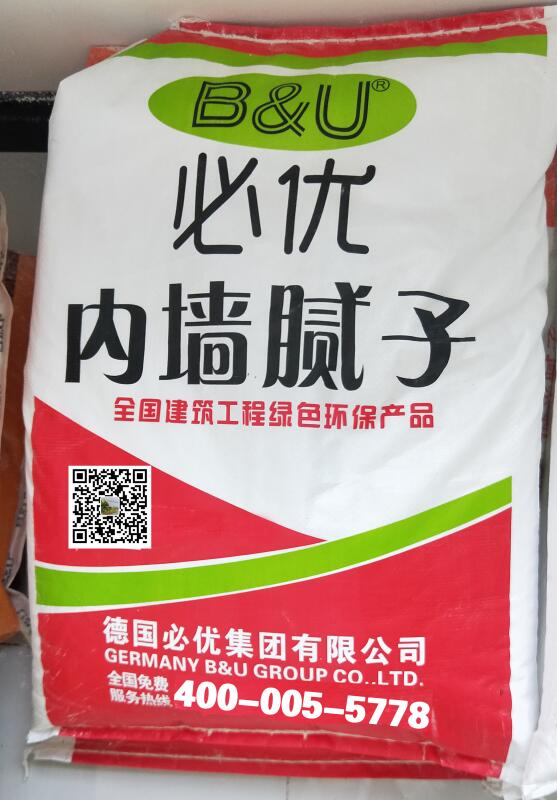 B&U®
必优
内墙腻子
全国建筑工程绿色环保产品
德国必优集团有限公司
GERMANY B&U GROUP CO.,LTD.
全国免费
服务热线 400-005-5778